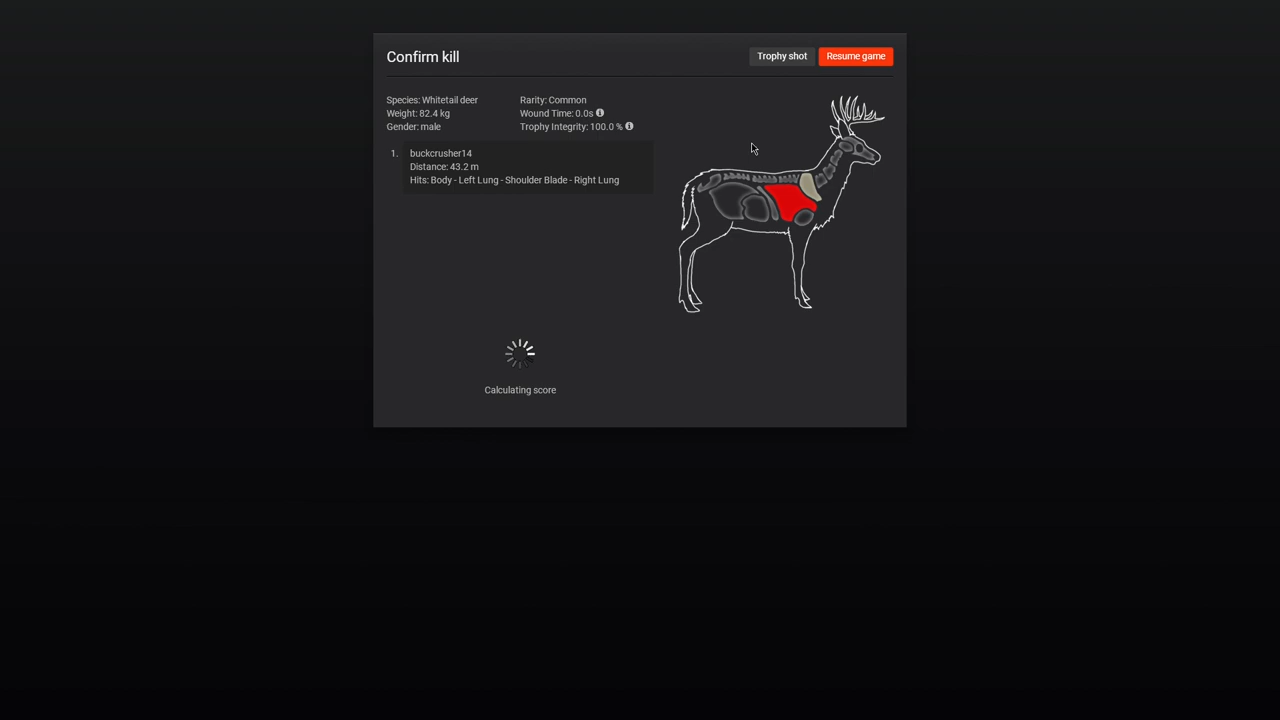 Confirm kill
Trophy shot
Resume game
Species: Whitetail deer
Weight: 82.4 kg
Gender: male
Rarity: Common
Wound Time: 0.0s
Trophy Integrity: 100.0 %
1. buckcrusher14
Distance: 43.2 m
Hits: Body - Left Lung - Shoulder Blade - Right Lung
Calculating score